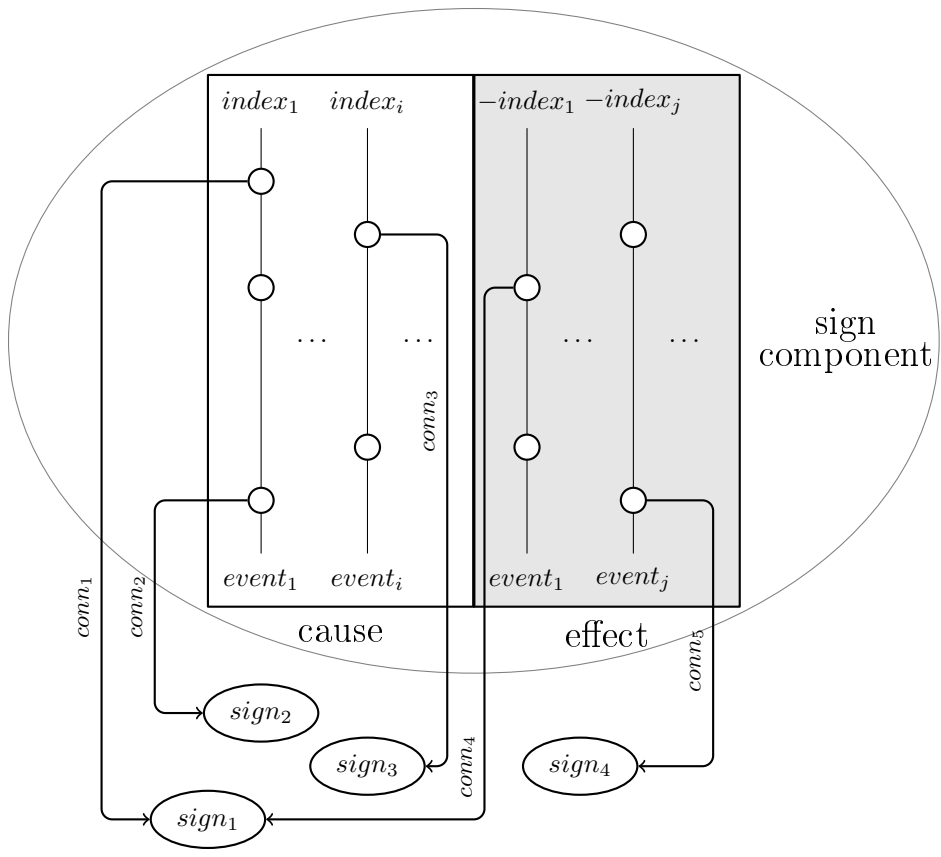 index₁ indexᵢ −index₁ −indexⱼ
sign
component
... ... ... ...
conn₃
event₁ eventᵢ event₁ eventⱼ
conn₁ conn₂
cause effect
conn₅
sign₂
conn₄
sign₃ sign₄
sign₁